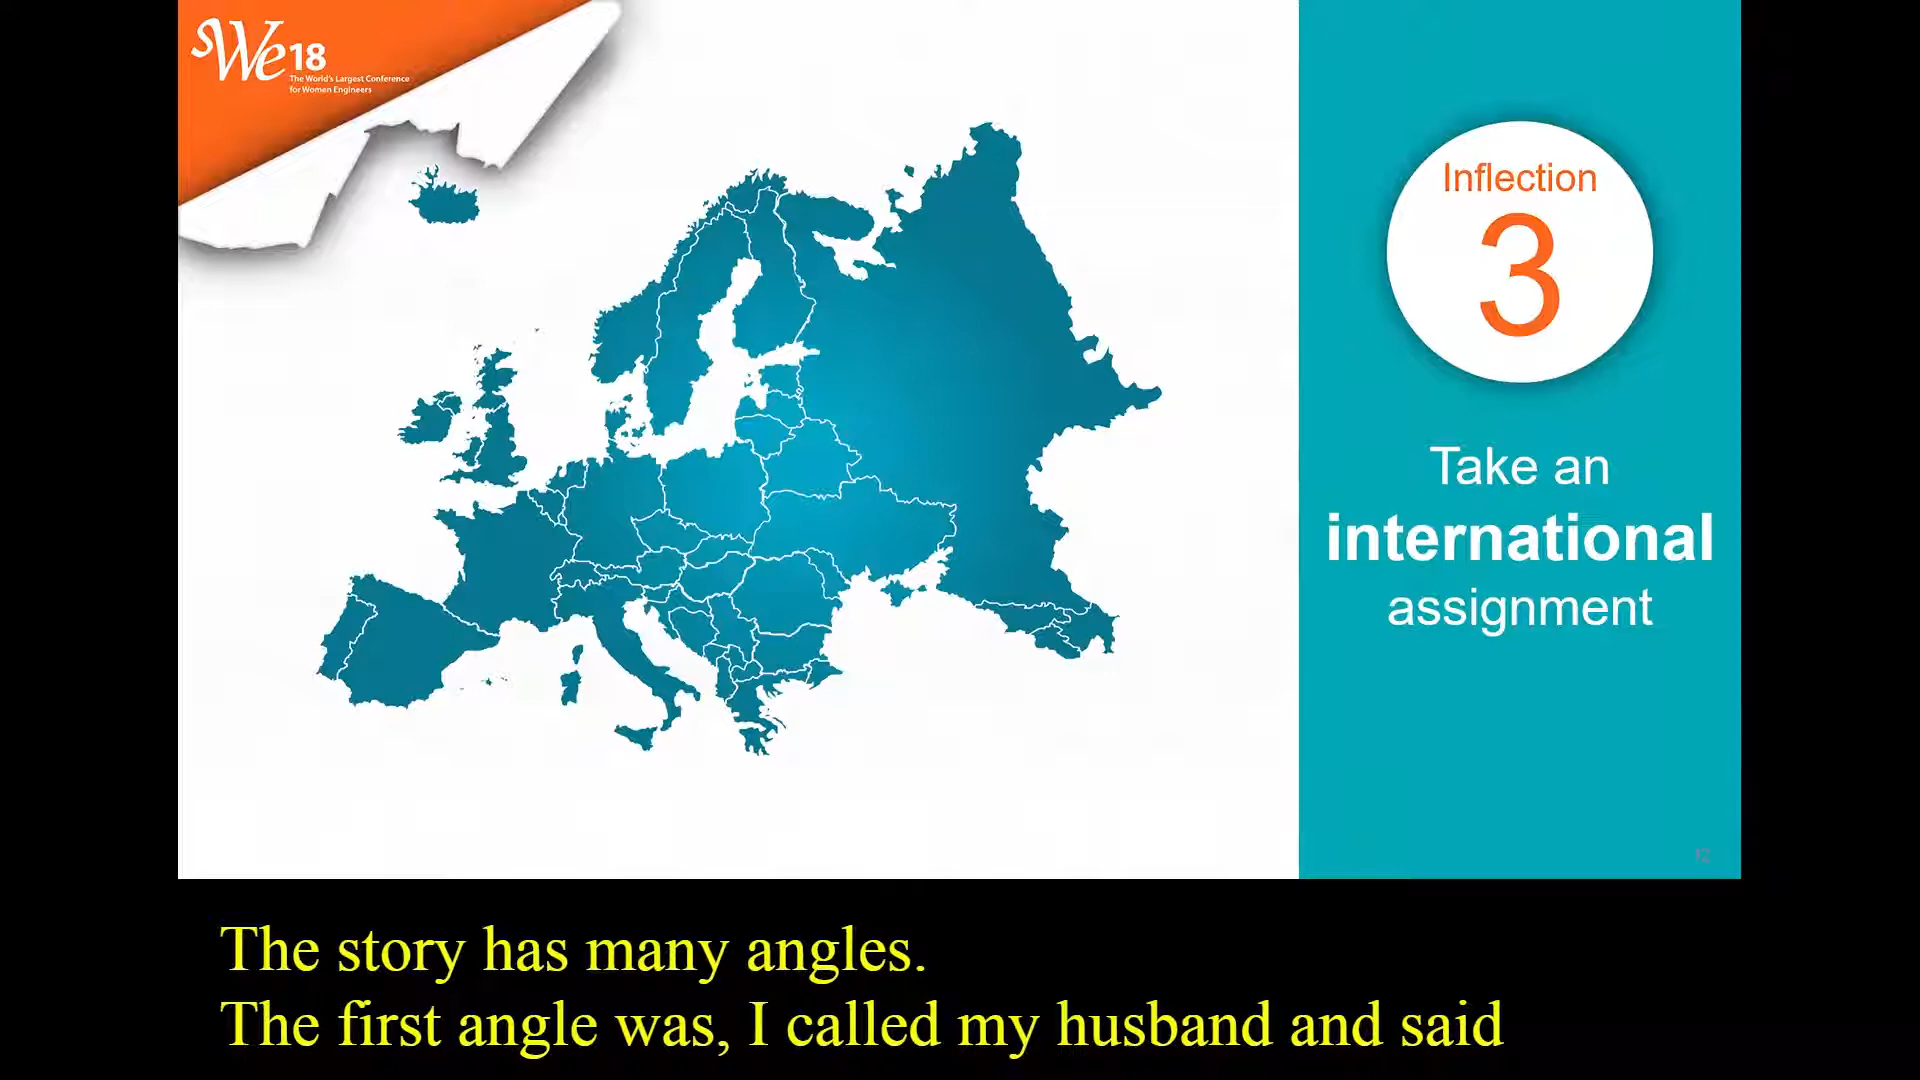 SWe18
The World's Largest Conference
for Women Engineers
Inflection
3
Take an
international
assignment
12
The story has many angles.
The first angle was, I called my husband and said